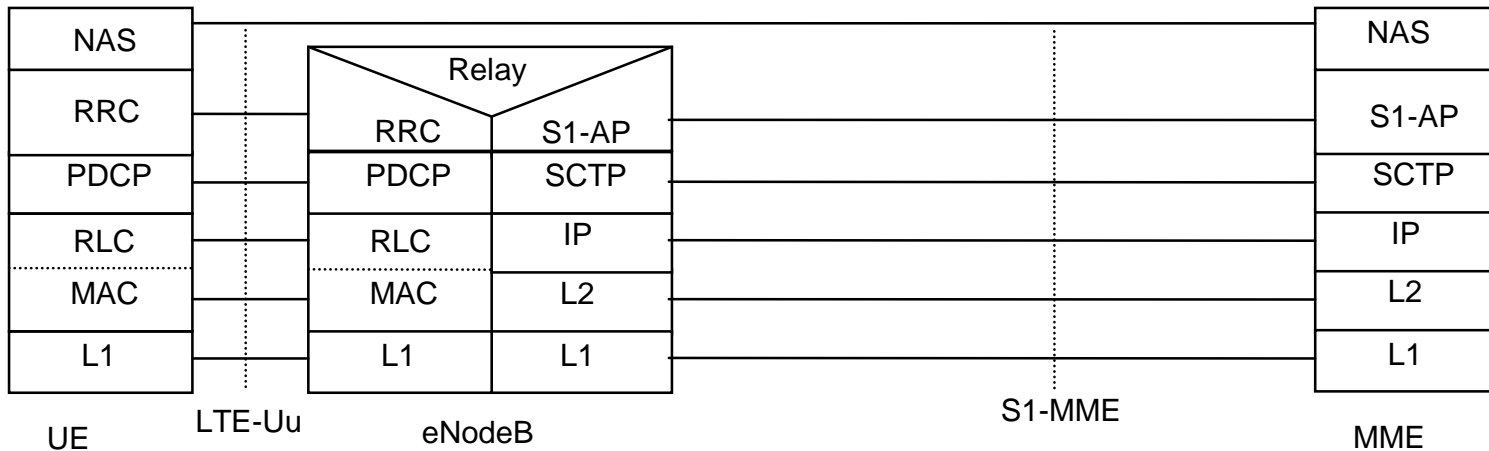 NAS
RRC
PDCP
RLC
MAC
L1
UE
LTE-Uu
Relay
RRC
S1-AP
PDCP
SCTP
RLC
IP
MAC
L2
L1
L1
eNodeB
S1-MME
NAS
S1-AP
SCTP
IP
L2
L1
MME